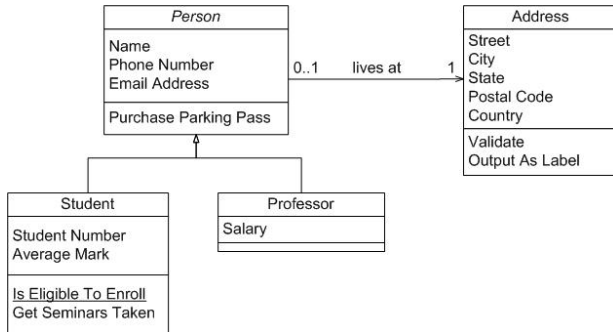 Person
Name
Phone Number
Email Address
Purchase Parking Pass
0..1 lives at 1
Address
Street
City
State
Postal Code
Country
Validate
Output As Label
Student
Student Number
Average Mark
Is Eligible To Enroll
Get Seminars Taken
Professor
Salary